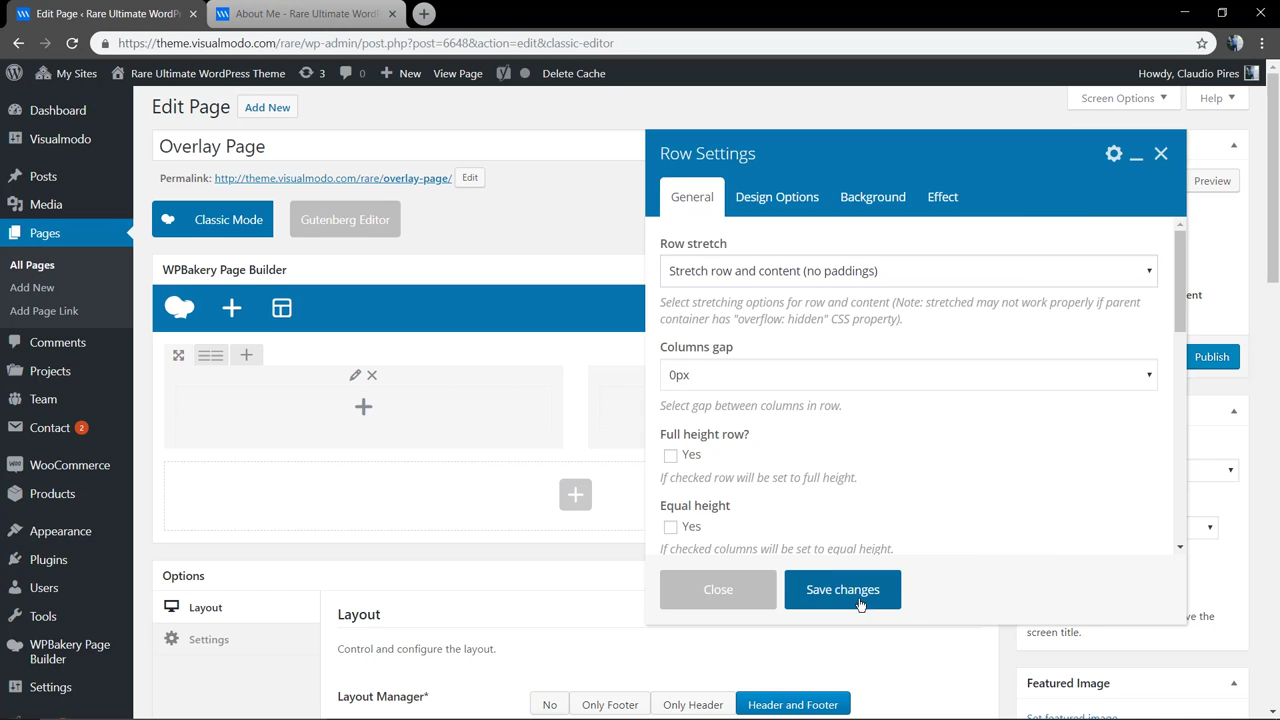 Edit Page ‹ Rare Ultimate WordPr
About Me - Rare Ultimate WordPr
https://theme.visualmodo.com/rare/wp-admin/post.php?post=6648&action=edit&classic-editor
My Sites
Rare Ultimate WordPress Theme
3
0
New
View Page
Delete Cache
Howdy, Claudio Pires
Dashboard
Visualmodo
Posts
Media
Pages
All Pages
Add New
Add Page Link
Comments
Projects
Team
Contact 2
WooCommerce
Products
Appearance
Plugins
Users
Tools
WPBakery Page
Builder
Settings
Edit Page
Add New
Screen Options
Help
Overlay Page
Permalink: http://theme.visualmodo.com/rare/overlay-page/
Edit
Classic Mode
Gutenberg Editor
WPBakery Page Builder
Options
Layout
Settings
Layout
Control and configure the layout.
Layout Manager*
No
Only Footer
Only Header
Header and Footer
Row Settings
General
Design Options
Background
Effect
Row stretch
Stretch row and content (no paddings)
Select stretching options for row and content (Note: stretched may not work properly if parent
container has "overflow: hidden" CSS property).
Columns gap
0px
Select gap between columns in row.
Full height row?
Yes
If checked row will be set to full height.
Equal height
Yes
If checked columns will be set to equal height.
Close
Save changes
Preview
ent
Publish
ve the
screen title.
Featured Image
Set featured image